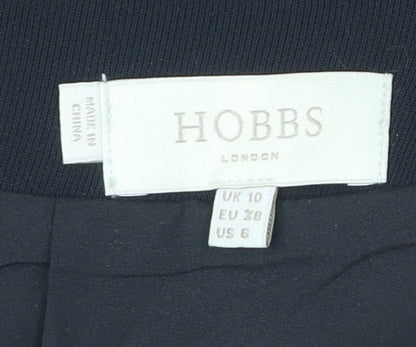 MADE IN
CHINA
HOBBS
LONDON
UK 10
EU 38
US 6